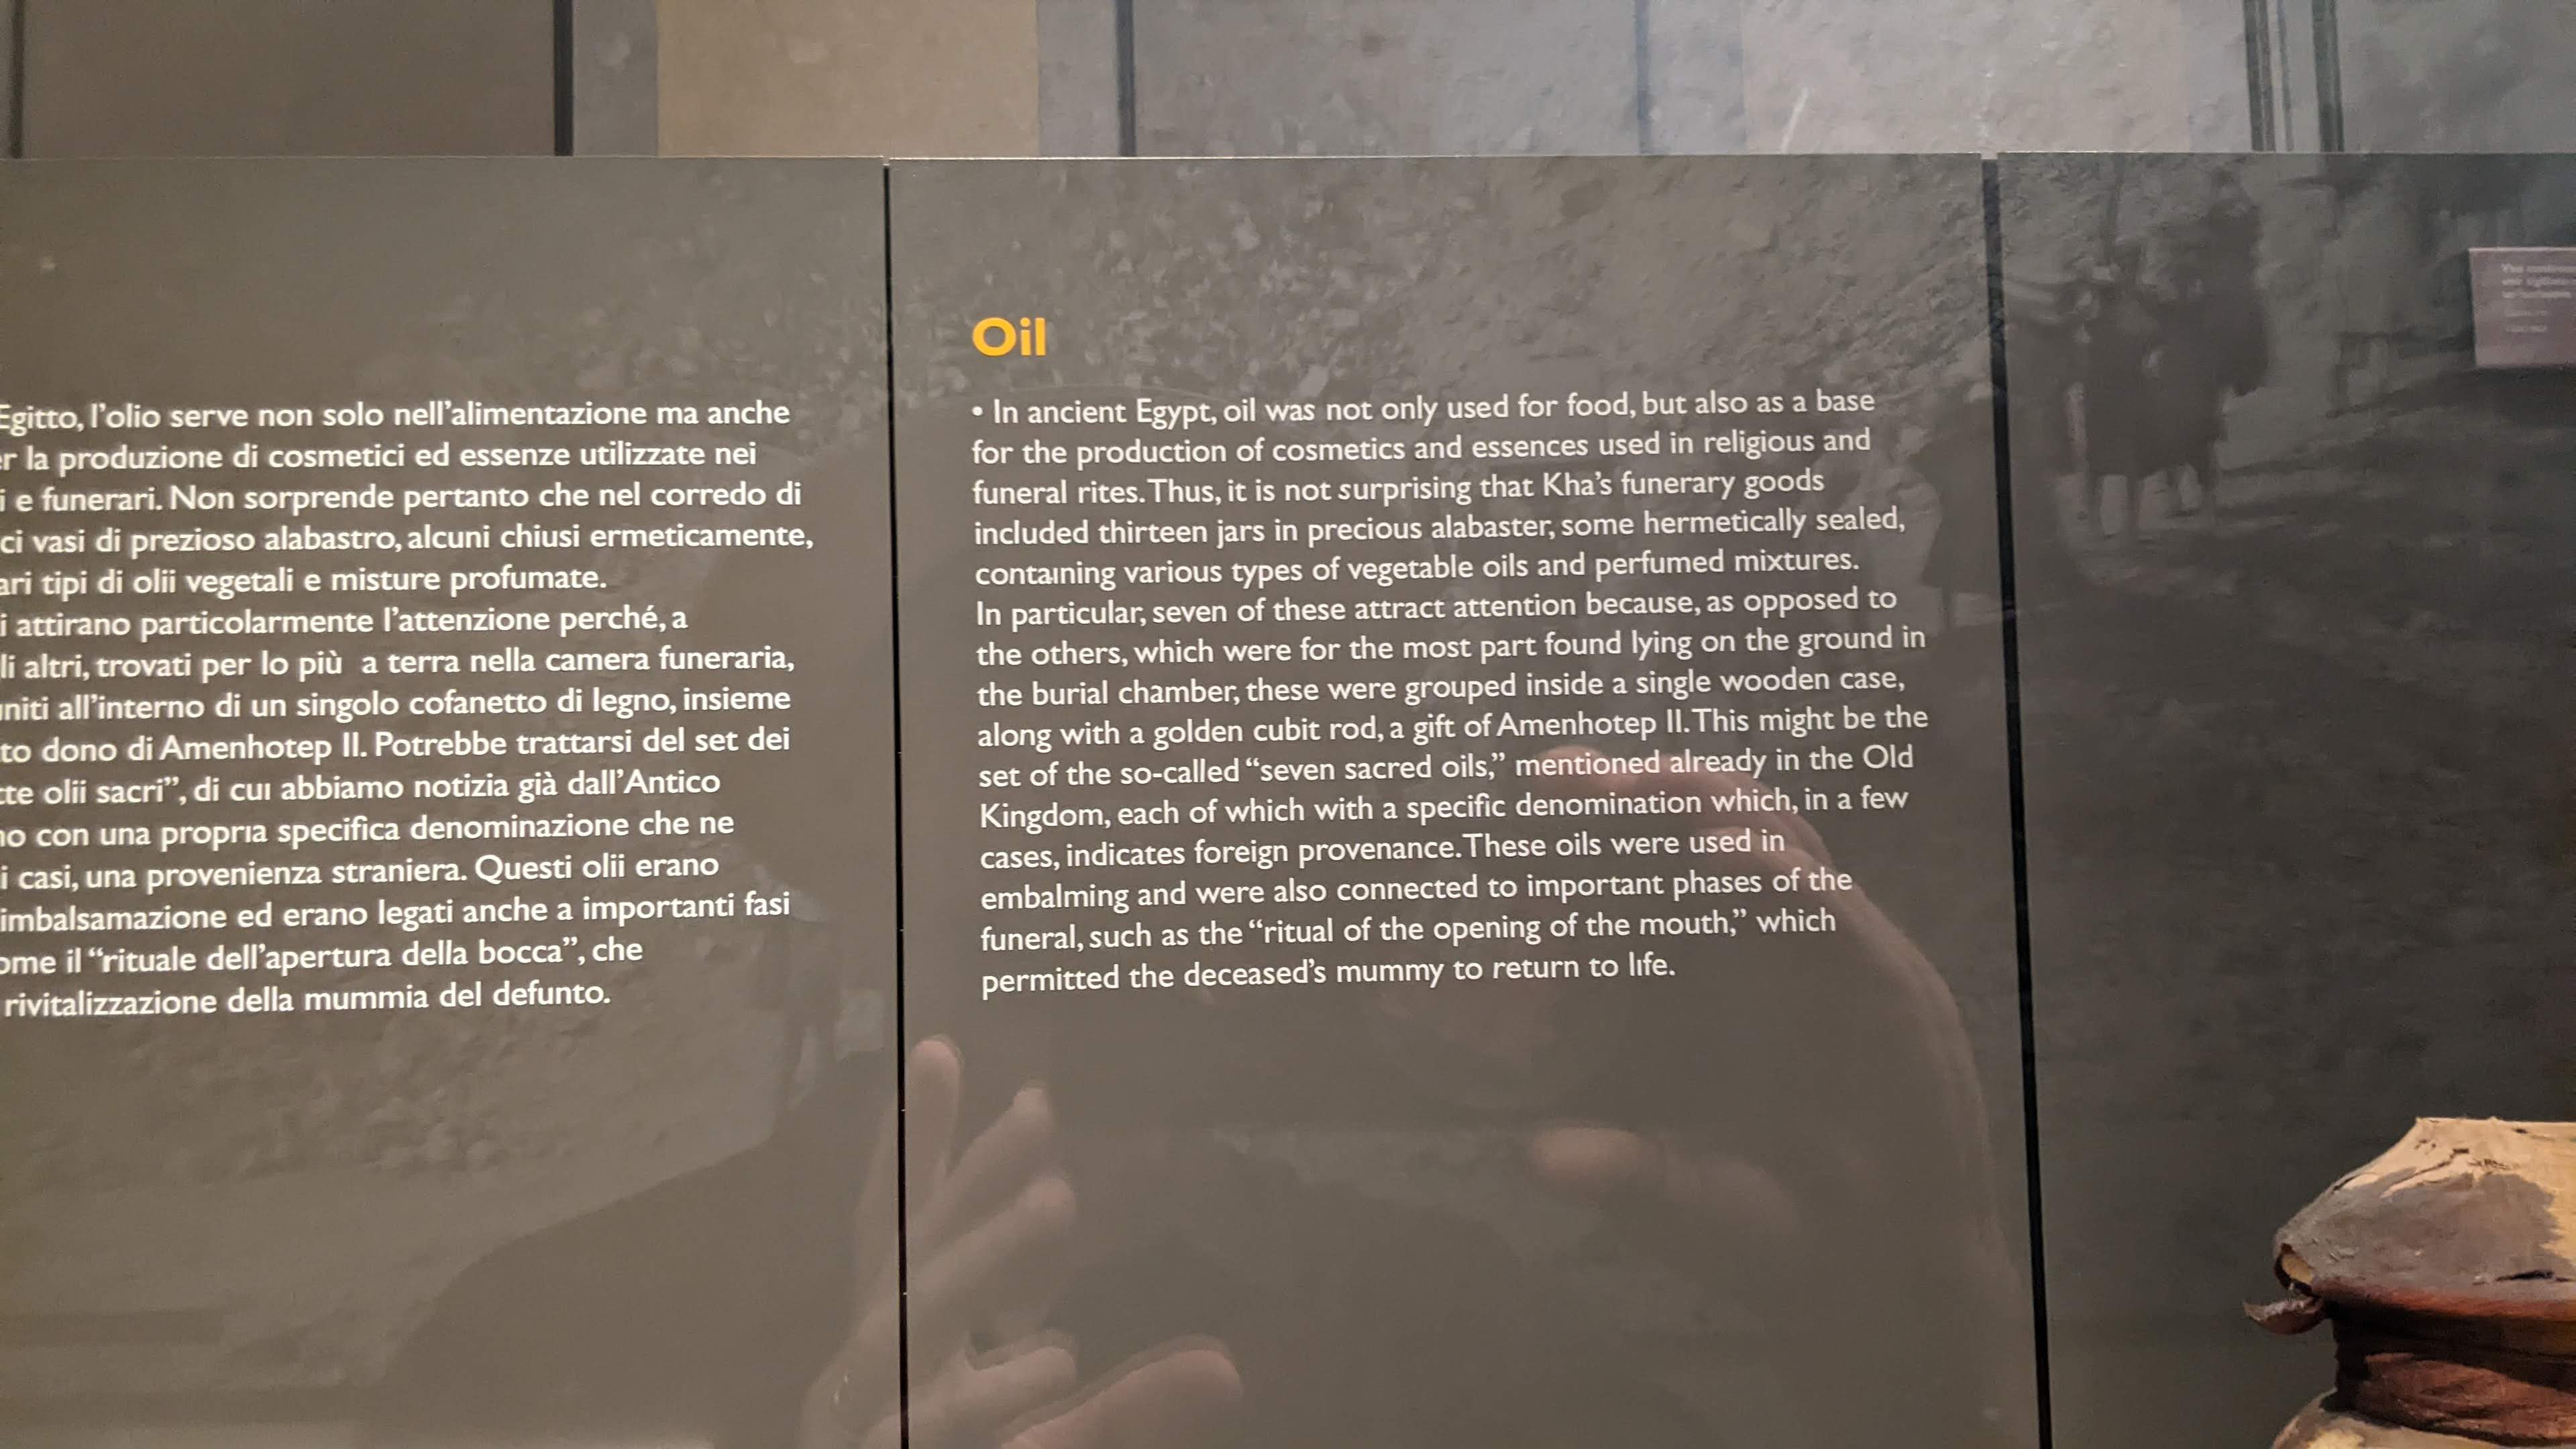 Egitto, l'olio serve non solo nell'alimentazione ma anche
la produzione di cosmetici ed essenze utilizzate nei
e funerari. Non sorprende pertanto che nel corredo di
vasi di prezioso alabastro, alcuni chiusi ermeticamente,
tipi di olii vegetali e misture profumate.
attirano particolarmente l'attenzione perché, a
altri, trovati per lo più a terra nella camera funeraria,
all'interno di un singolo cofanetto di legno, insieme
dono di Amenhotep II. Potrebbe trattarsi del set dei
olii sacri", di cui abbiamo notizia già dall'Antico
con una propria specifica denominazione che ne
casi, una provenienza straniera. Questi olii erano
imbalsamazione ed erano legati anche a importanti fasi
il "rituale dell'apertura della bocca", che
rivitalizzazione della mummia del defunto.
Oil
• In ancient Egypt, oil was not only used for food, but also as a base
for the production of cosmetics and essences used in religious and
funeral rites. Thus, it is not surprising that Kha's funerary goods
included thirteen jars in precious alabaster, some hermetically sealed,
containing various types of vegetable oils and perfumed mixtures.
In particular, seven of these attract attention because, as opposed to
the others, which were for the most part found lying on the ground in
the burial chamber, these were grouped inside a single wooden case,
along with a golden cubit rod, a gift of Amenhotep II. This might be the
set of the so-called "seven sacred oils," mentioned already in the Old
Kingdom, each of which with a specific denomination which, in a few
cases, indicates foreign provenance. These oils were used in
embalming and were also connected to important phases of the
funeral, such as the "ritual of the opening of the mouth," which
permitted the deceased's mummy to return to life.